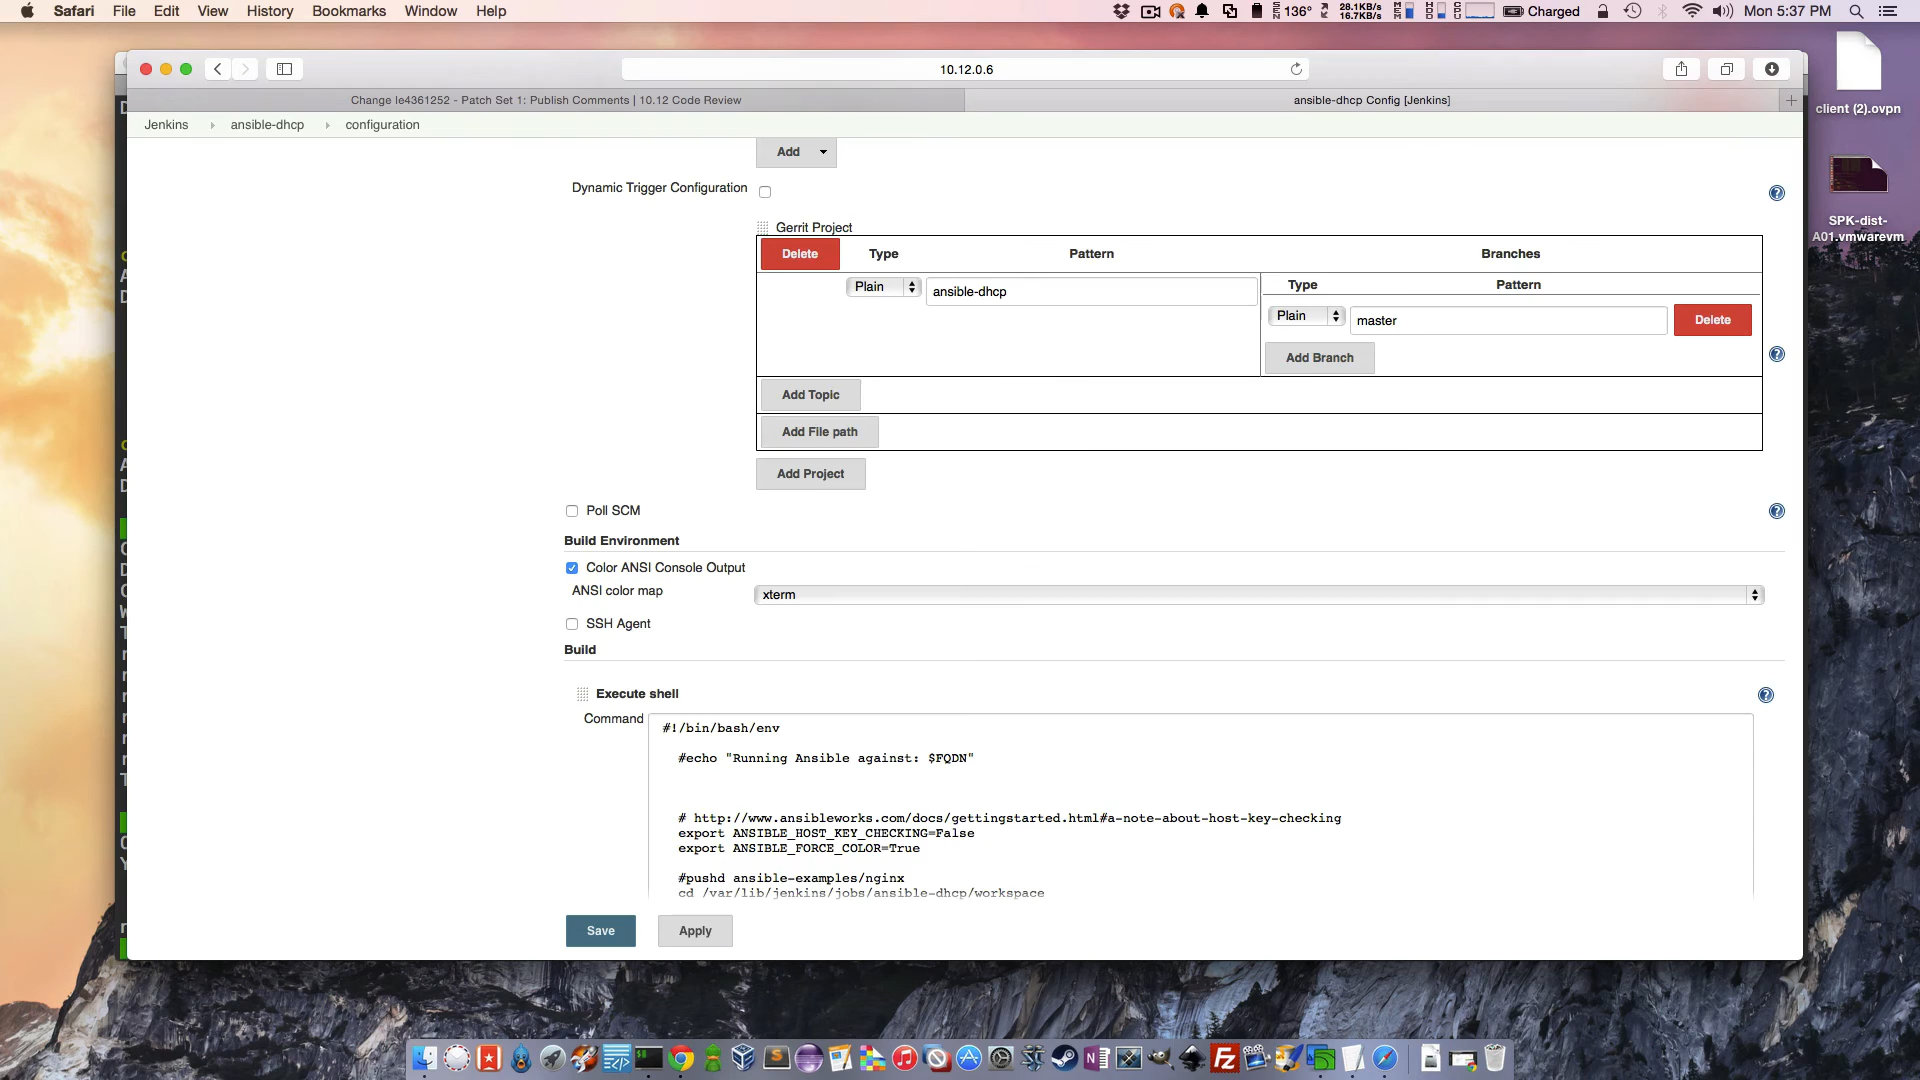 Safari File Edit View History Bookmarks Window Help
136° 28.1KB/s 16.7KB/s Charged Mon 5:37 PM
10.12.0.6
Change Ie4361252 - Patch Set 1: Publish Comments | 10.12 Code Review
ansible-dhcp Config [Jenkins]
Jenkins ansible-dhcp configuration
Add
Dynamic Trigger Configuration
Gerrit Project
Delete Type Pattern Branches
Plain ansible-dhcp
Type Pattern
Plain master Delete
Add Branch
Add Topic
Add File path
Add Project
Poll SCM
Build Environment
Color ANSI Console Output
ANSI color map xterm
SSH Agent
Build
Execute shell
Command
#!/bin/bash/env
#echo "Running Ansible against: $FQDN"
# http://www.ansibleworks.com/docs/gettingstarted.html#a-note-about-host-key-checking
export ANSIBLE_HOST_KEY_CHECKING=False
export ANSIBLE_FORCE_COLOR=True
#pushd ansible-examples/nginx
cd /var/lib/jenkins/jobs/ansible-dhcp/workspace
Save Apply
client (2).ovpn
SPK-dist-
A01.vmwarevm